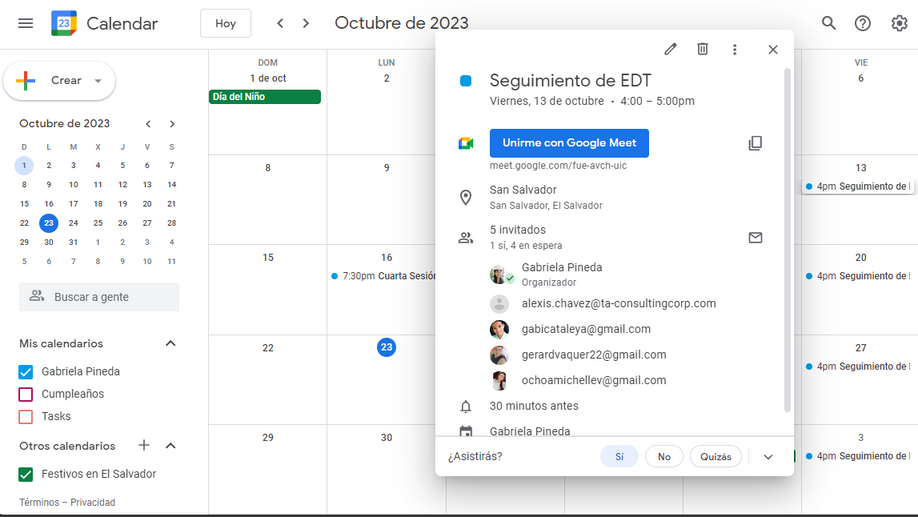 23 Calendar
Hoy
Octubre de 2023
Crear
Octubre de 2023
D L M X J V S
1 2 3 4 5 6 7
8 9 10 11 12 13 14
15 16 17 18 19 20 21
22 23 24 25 26 27 28
29 30 31 1 2 3 4
5 6 7 8 9 10 11
Buscar a gente
Mis calendarios
Gabriela Pineda
Cumpleaños
Tasks
Otros calendarios
Festivos en El Salvador
Términos – Privacidad
DOM
1 de oct
Día del Niño
LUN
2
VIE
6
8
9
13
4pm Seguimiento de
15
16
7:30pm Cuarta Sesión
20
4pm Seguimiento de
22
23
27
4pm Seguimiento de
29
30
3
4pm Seguimiento de
Seguimiento de EDT
Viernes, 13 de octubre • 4:00 – 5:00pm
Unirme con Google Meet
meet.google.com/fue-avch-uic
San Salvador
San Salvador, El Salvador
5 invitados
1 sí, 4 en espera
Gabriela Pineda
Organizador
alexis.chavez@ta-consultingcorp.com
gabicataleya@gmail.com
gerardvaquer22@gmail.com
ochoamichellev@gmail.com
30 minutos antes
Gabriela Pineda
¿Asistirás?
Sí
No
Quizás